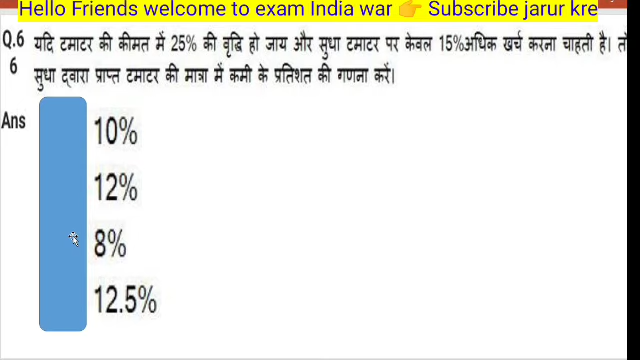 Hello Friends welcome to exam India war 👉 Subscribe jarur kre
Q.6 यदि टमाटर की कीमत में 25% की वृद्धि हो जाय और सुधा टमाटर पर केवल 15%अधिक खर्च करना चाहती है। तो
6 सुधा द्वारा प्राप्त टमाटर की मात्रा में कमी के प्रतिशत की गणना करें।
Ans 10%
12%
8%
12.5%